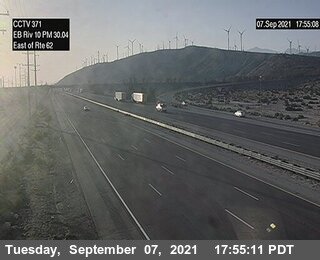 CCTV 371
EB Riv 10 PM 30.04
East of Rte 62
07.Sep 2021 17:55:08
Tuesday, September 07, 2021 17:55:11 PDT